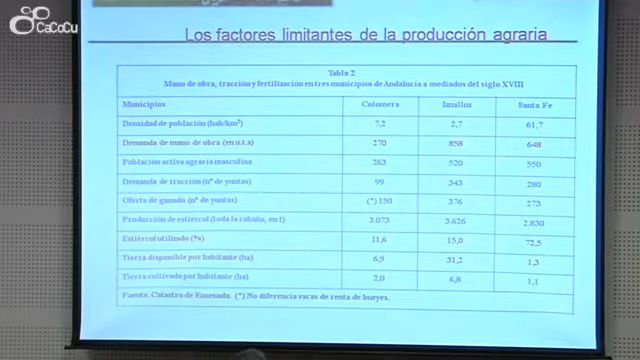 CaCoCu
Los factores limitantes de la producción agraria
Tabla 2
Mano de obra, tracción y fertilización en tres municipios de Andalucía a mediados del siglo XVIII
Municipios Colomera Imalloz Santa Fe
Densidad de población (hab/km²) 7,2 2,7 61,7
Demanda de mano de obra (en u.t.a) 270 858 648
Población activa agraria masculina 263 520 550
Demanda de tracción (nº de yuntas) 99 343 280
Oferta de ganado (nº de yuntas) (*) 150 376 273
Producción de estiércol (toda la cabaña, en t) 3.073 3.626 2.830
Estiércol utilizado (%) 11,6 15,0 72,5
Tierra disponible por habitante (ha) 6,9 31,2 1,3
Tierra cultivada por habitante (ha) 2,0 6,8 1,1
Fuente. Catastro de Ensenada. (*) No diferencia vacas de renta de bueyes.